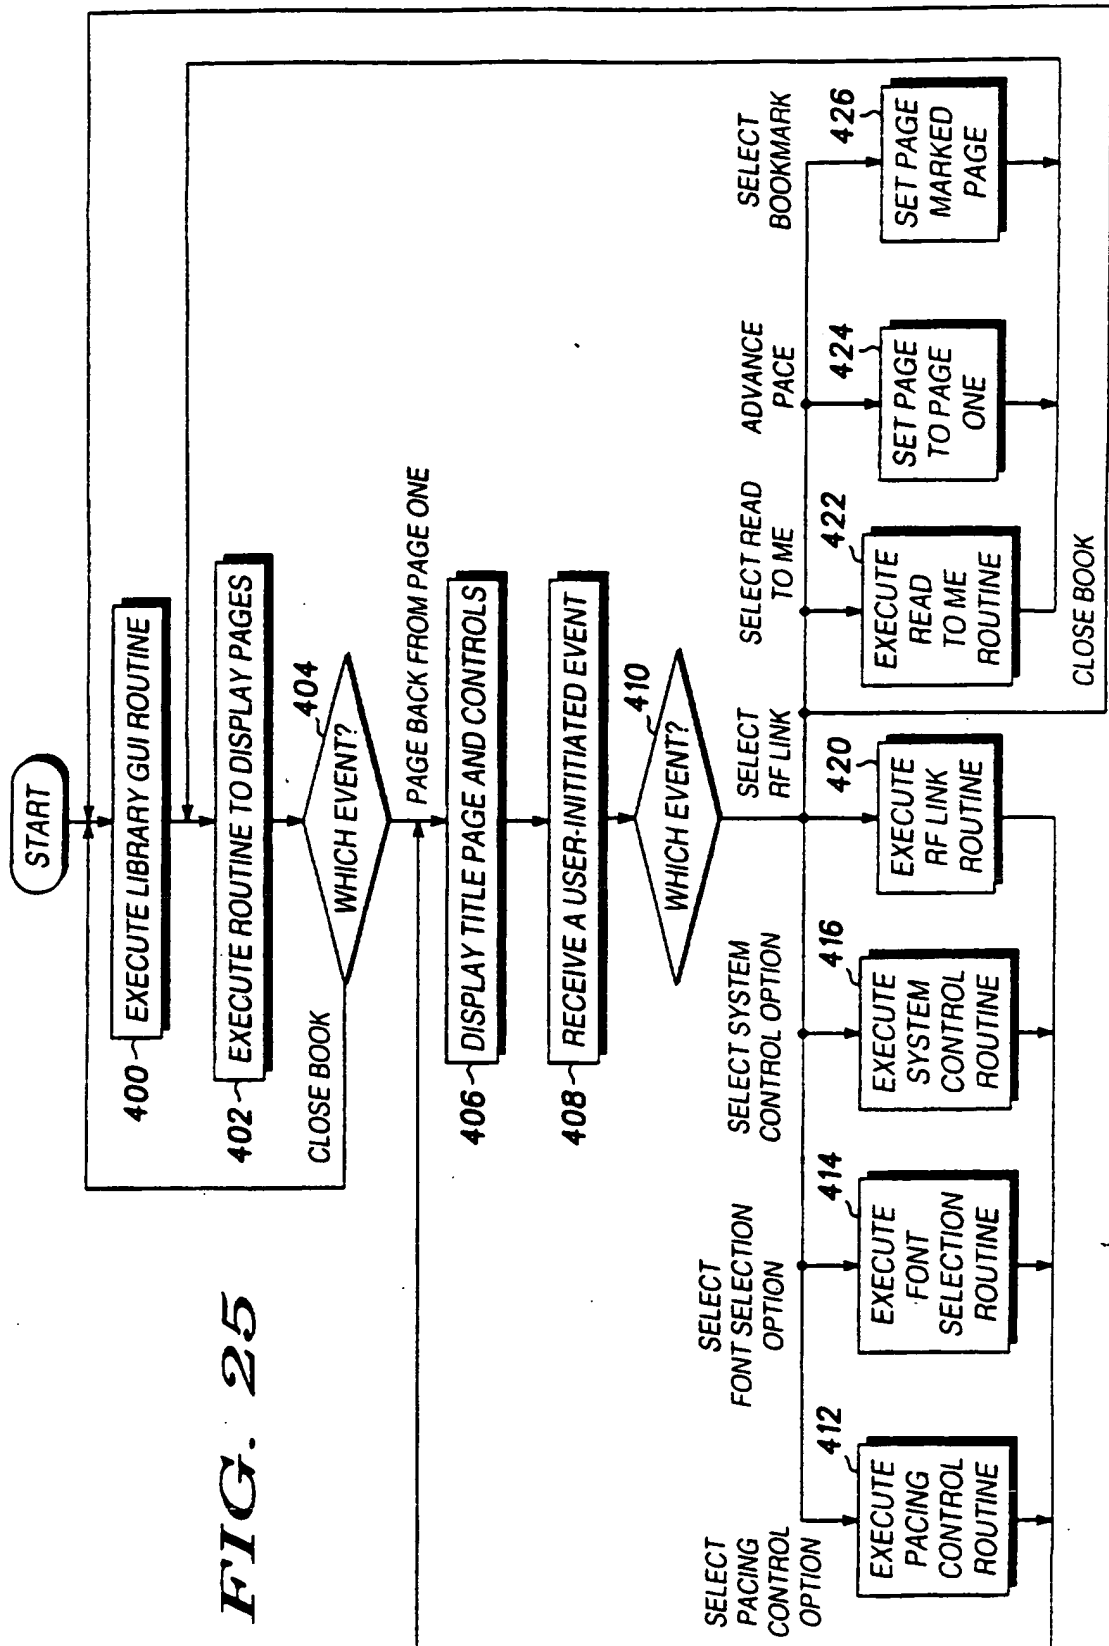 FIG. 25
START
400
EXECUTE LIBRARY GUI ROUTINE
402
EXECUTE ROUTINE TO DISPLAY PAGES
404
WHICH EVENT?
CLOSE BOOK
PAGE BACK FROM PAGE ONE
406
DISPLAY TITLE PAGE AND CONTROLS
408
RECEIVE A USER-INITIATED EVENT
410
WHICH EVENT?
SELECT
PACING
CONTROL
OPTION
412
EXECUTE
PACING
CONTROL
ROUTINE
SELECT
FONT SELECTION
OPTION
414
EXECUTE
FONT
SELECTION
ROUTINE
SELECT SYSTEM
CONTROL OPTION
416
EXECUTE
SYSTEM
CONTROL
ROUTINE
SELECT
RF LINK
420
EXECUTE
RF LINK
ROUTINE
SELECT READ
TO ME
422
EXECUTE
READ
TO ME
ROUTINE
ADVANCE
PACE
424
SET PAGE
TO PAGE
ONE
SELECT
BOOKMARK
426
SET PAGE
MARKED
PAGE
CLOSE BOOK